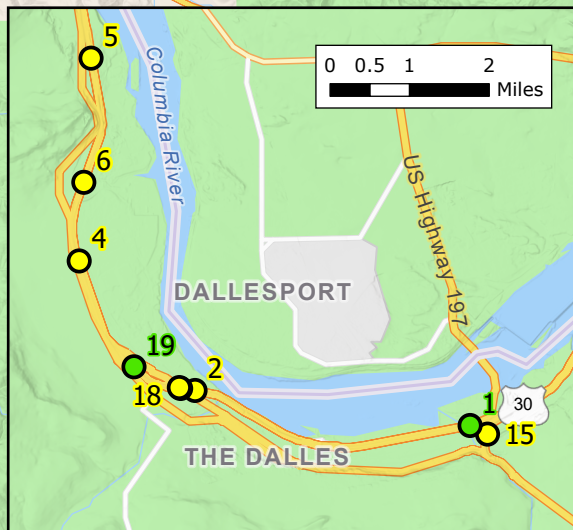 5
Columbia River
0 0.5 1 2
Miles
6
US Highway 197
4
DALLESPORT
19
2
18
1
30
15
THE DALLES